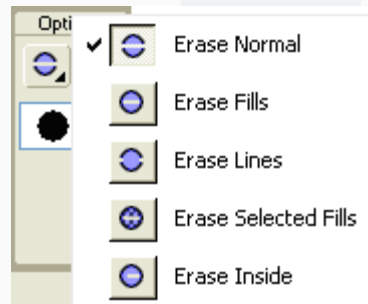 Opti
Erase Normal
Erase Fills
Erase Lines
Erase Selected Fills
Erase Inside